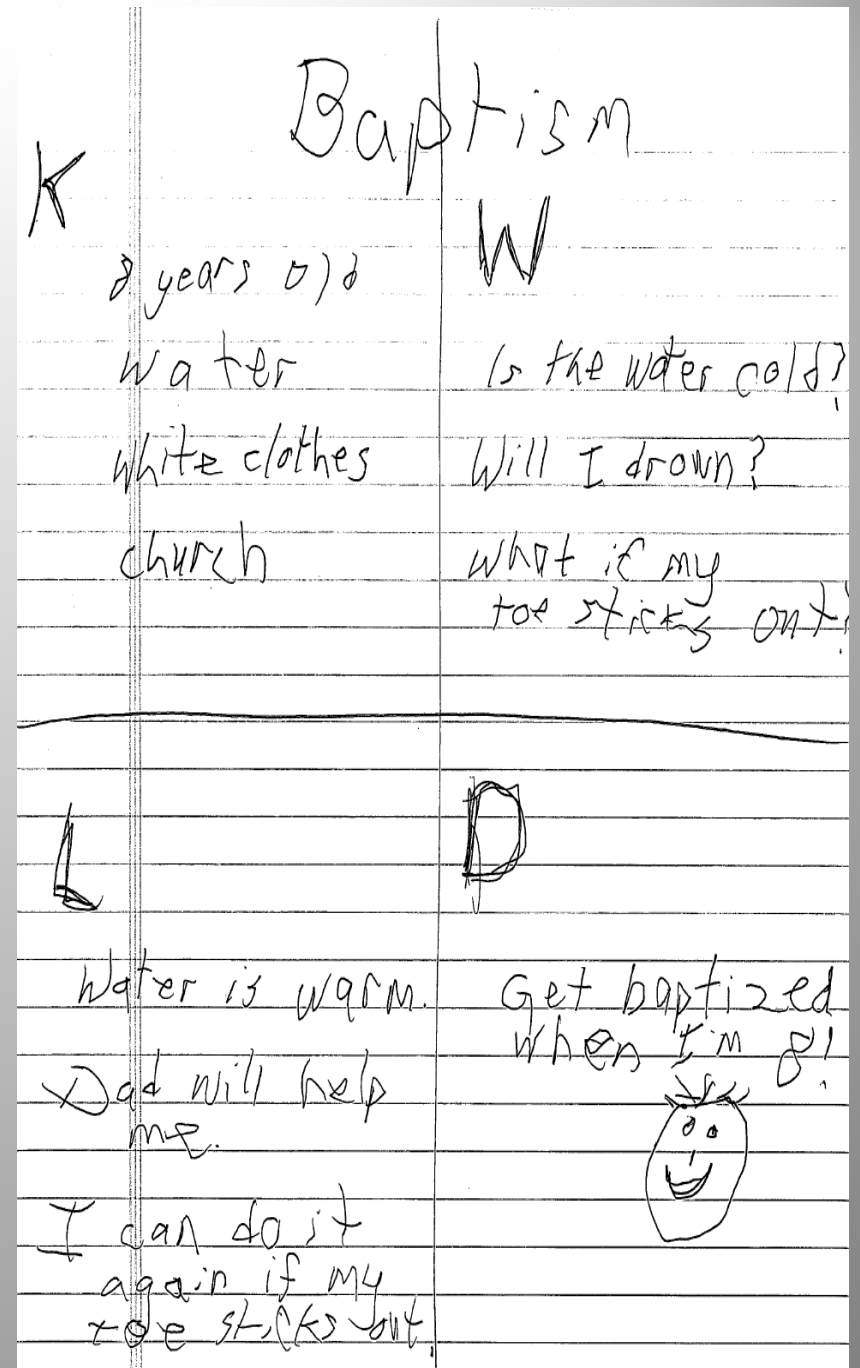 Baptism
K
8 years old
water
white clothes
church
W
Is the water cold?
Will I drown?
What if my
toe sticks out?
L
Water is warm.
Dad will help
me.
I can do it
again if my
toe sticks out.
D
Get baptized
when I'm 8!